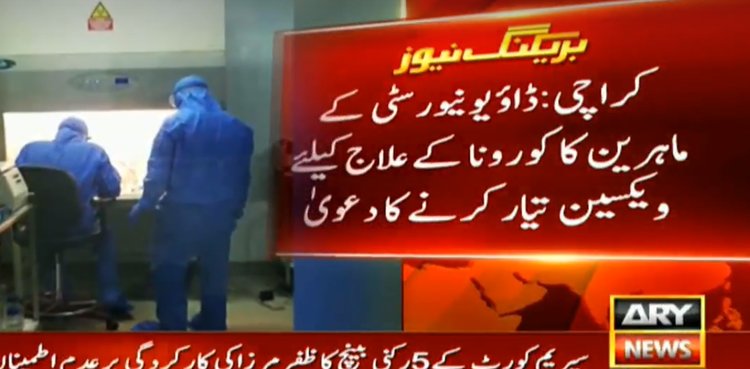 بریکنگ نیوز
کراچی: ڈاؤ یونیورسٹی کے
ماہرین کا کورونا کے علاج کیلئے
ویکسین تیار کرنے کا دعویٰ
ARY
NEWS
سپریم کورٹ کے 5 رکنی بینچ کا ظفر مرزا کی کارکردگی پر عدم اطمینان